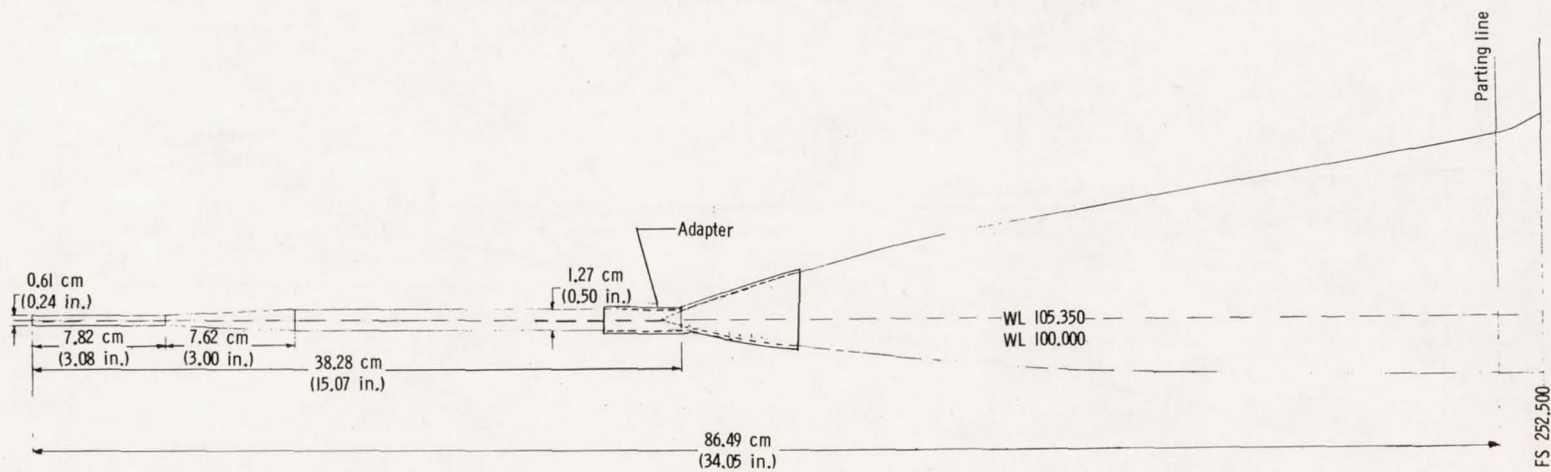 Parting line
Adapter
0.61 cm
(0.24 in.)
1.27 cm
(0.50 in.)
WL 105.350
WL 100.000
7.82 cm
(3.08 in.)
7.62 cm
(3.00 in.)
38.28 cm
(15.07 in.)
86.49 cm
(34.05 in.)
FS 252.500